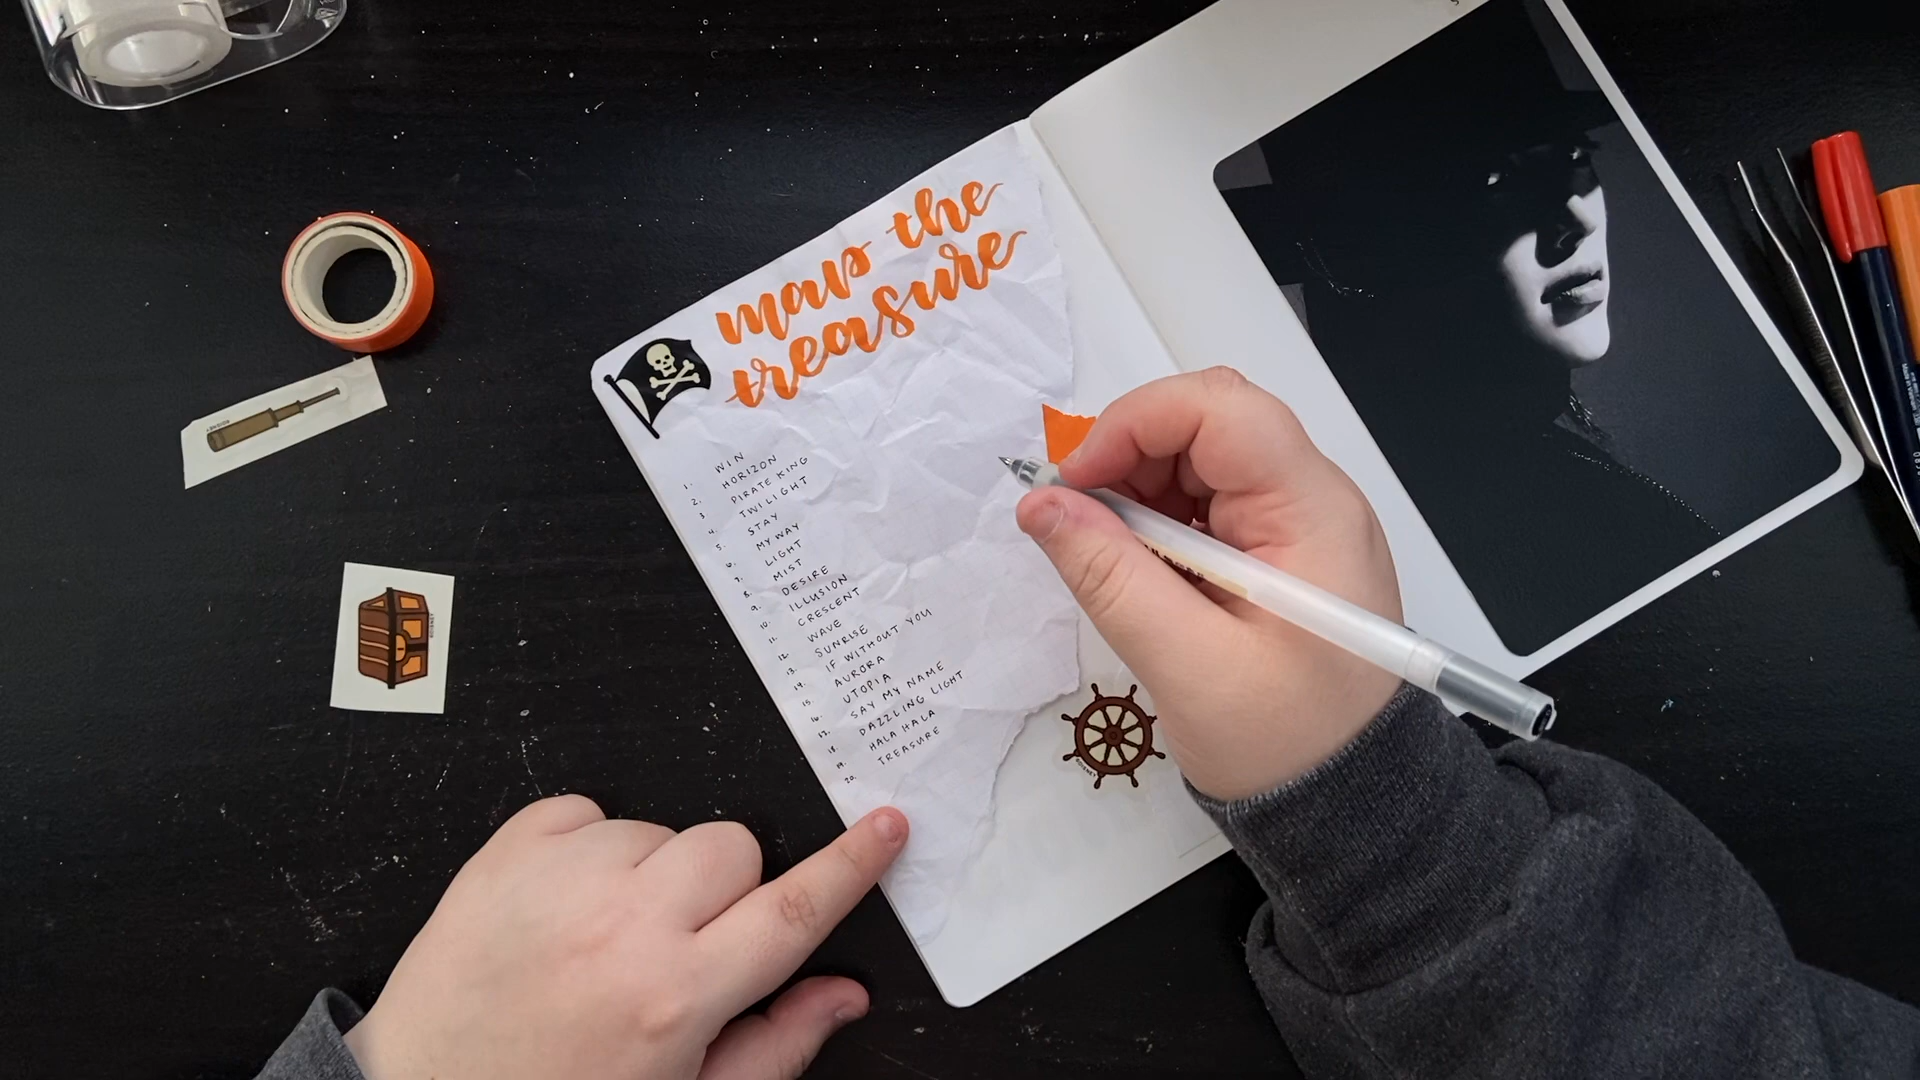 map the
treasure
1. WIN
2. HORIZON
3 PIRATE KING
4. TWILIGHT
5. STAY
6. MY WAY
7. LIGHT
8. MIST
9. DESIRE
10. ILLUSION
11. CRESCENT
12. WAVE
13. SUNRISE
14. IF WITHOUT YOU
15. AURORA
16. UTOPIA
17. SAY MY NAME
18. DAZZLING LIGHT
19. HALA HALA
20. TREASURE